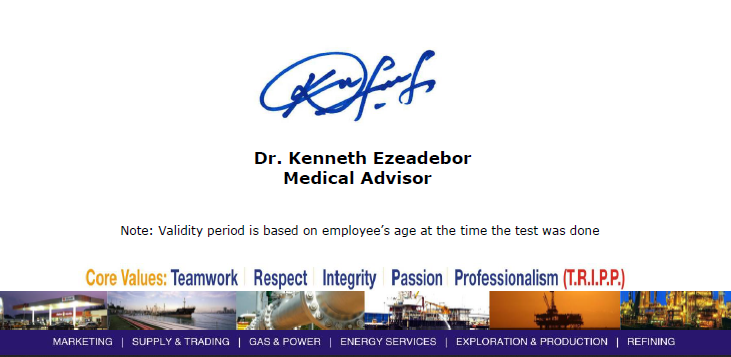 Dr. Kenneth Ezeadebor
Medical Advisor
Note: Validity period is based on employee’s age at the time the test was done
Core Values: Teamwork | Respect | Integrity | Passion | Professionalism (T.R.I.P.P.)
MARKETING | SUPPLY & TRADING | GAS & POWER | ENERGY SERVICES | EXPLORATION & PRODUCTION | REFINING